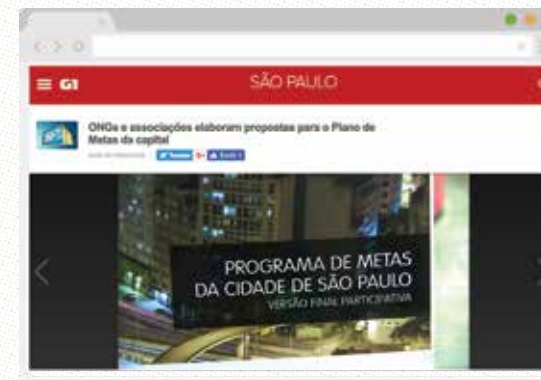 G1
SÃO PAULO
ONGs e associações elaboram propostas para o Plano de
Metas da capital
PROGRAMA DE METAS
DA CIDADE DE SÃO PAULO
VERSÃO FINAL PARTICIPATIVA